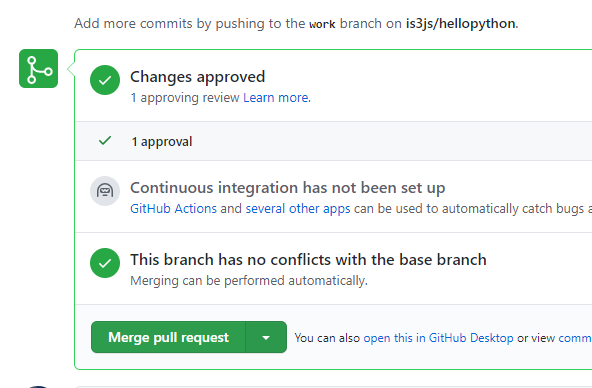 Add more commits by pushing to the work branch on is3js/hellopython.
Changes approved
1 approving review Learn more.
1 approval
Continuous integration has not been set up
GitHub Actions and several other apps can be used to automatically catch bugs
This branch has no conflicts with the base branch
Merging can be performed automatically.
Merge pull request
You can also open this in GitHub Desktop or view